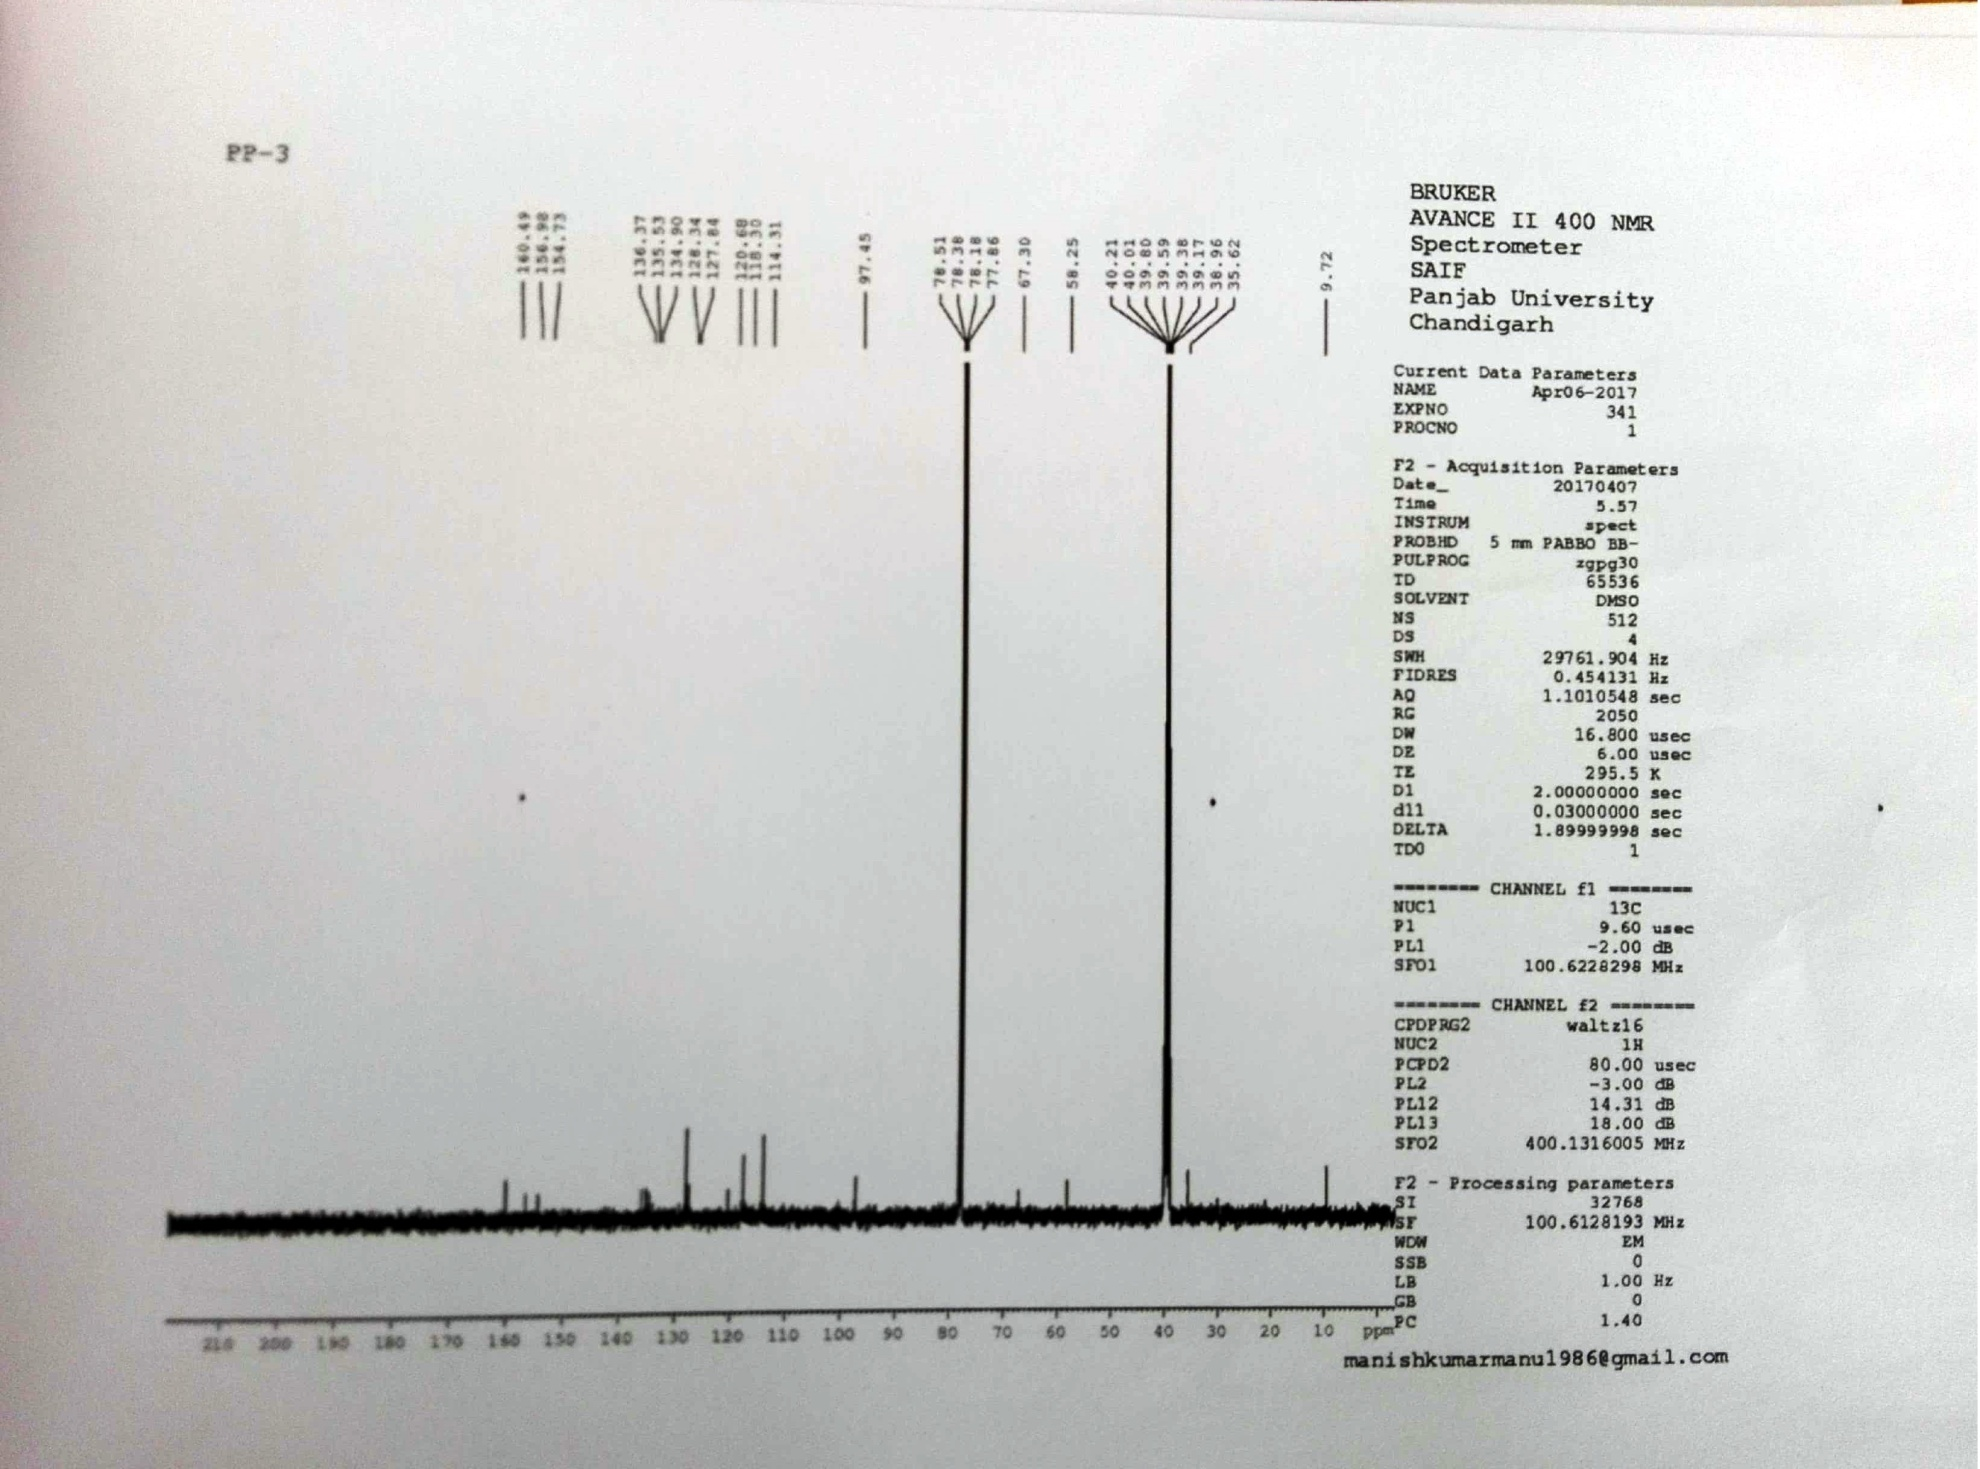 PP-3
160.49
156.98
154.73
136.37
135.53
134.90
128.34
127.84
120.68
118.30
114.31
97.45
78.51
78.38
78.18
77.86
67.30
58.25
40.21
40.01
39.80
39.59
39.38
39.17
38.96
35.62
9.72
BRUKER
AVANCE II 400 NMR
Spectrometer
SAIF
Panjab University
Chandigarh
Current Data Parameters
NAME Apr06-2017
EXPNO 341
PROCNO 1
F2 - Acquisition Parameters
Date_ 20170407
Time 5.57
INSTRUM spect
PROBHD 5 mm PABBO BB-
PULPROG zgpg30
TD 65536
SOLVENT DMSO
NS 512
DS 4
SWH 29761.904 Hz
FIDRES 0.454131 Hz
AQ 1.1010548 sec
RG 2050
DW 16.800 usec
DE 6.00 usec
TE 295.5 K
D1 2.00000000 sec
d11 0.03000000 sec
DELTA 1.89999998 sec
TD0 1
======== CHANNEL f1 ========
NUC1 13C
P1 9.60 usec
PL1 -2.00 dB
SFO1 100.6228298 MHz
======== CHANNEL f2 ========
CPDPRG2 waltz16
NUC2 1H
PCPD2 80.00 usec
PL2 -3.00 dB
PL12 14.31 dB
PL13 18.00 dB
SFO2 400.1316005 MHz
F2 - Processing parameters
SI 32768
SF 100.6128193 MHz
WDW EM
SSB 0
LB 1.00 Hz
GB 0
PC 1.40
210 200 190 180 170 160 150 140 130 120 110 100 90 80 70 60 50 40 30 20 10 ppm
manishkumarmanu1986@gmail.com